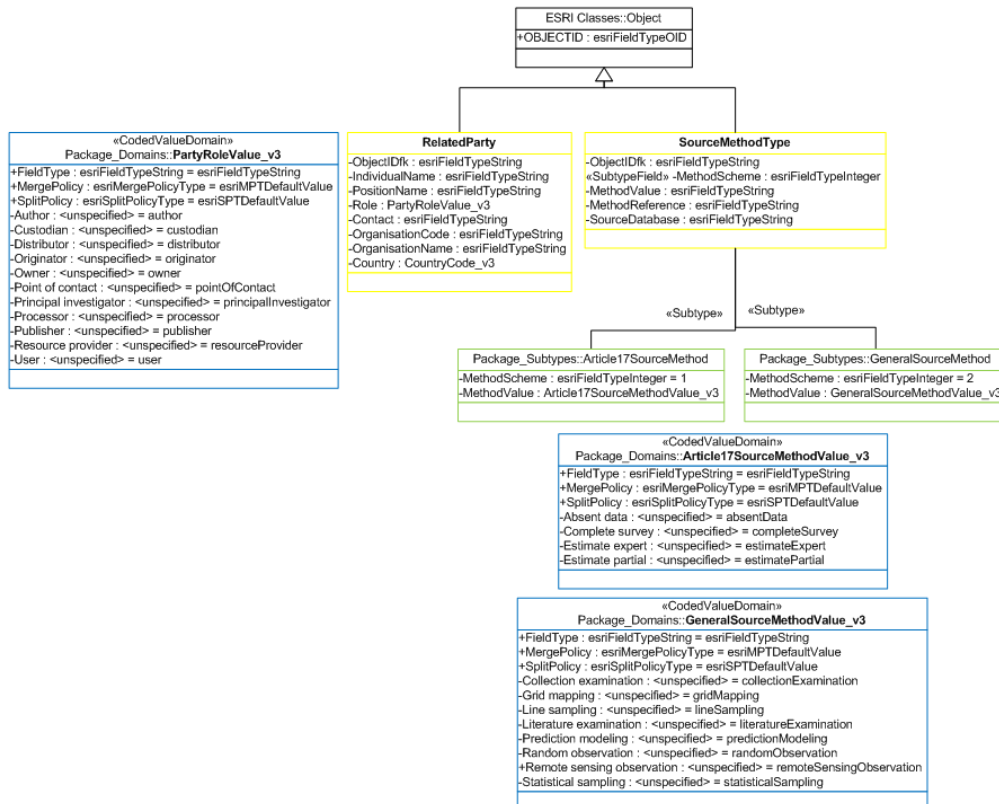 ESRI Classes::Object
+OBJECTID : esriFieldTypeOID
«CodedValueDomain»
Package_Domains::PartyRoleValue_v3
+FieldType : esriFieldTypeString = esriFieldTypeString
+MergePolicy : esriMergePolicyType = esriMPTDefaultValue
+SplitPolicy : esriSplitPolicyType = esriSPTDefaultValue
-Author : <unspecified> = author
-Custodian : <unspecified> = custodian
-Distributor : <unspecified> = distributor
-Originator : <unspecified> = originator
-Owner : <unspecified> = owner
-Point of contact : <unspecified> = pointOfContact
-Principal investigator : <unspecified> = principalInvestigator
-Processor : <unspecified> = processor
-Publisher : <unspecified> = publisher
-Resource provider : <unspecified> = resourceProvider
-User : <unspecified> = user
RelatedParty
-ObjectIDfk : esriFieldTypeString
-IndividualName : esriFieldTypeString
-PositionName : esriFieldTypeString
-Role : PartyRoleValue_v3
-Contact : esriFieldTypeString
-OrganisationCode : esriFieldTypeString
-OrganisationName : esriFieldTypeString
-Country : CountryCode_v3
SourceMethodType
-ObjectIDfk : esriFieldTypeString
«SubtypeField» -MethodScheme : esriFieldTypeInteger
-MethodValue : esriFieldTypeString
-MethodReference : esriFieldTypeString
-SourceDatabase : esriFieldTypeString
«Subtype»
«Subtype»
Package_Subtypes::Article17SourceMethod
-MethodScheme : esriFieldTypeInteger = 1
-MethodValue : Article17SourceMethodValue_v3
Package_Subtypes::GeneralSourceMethod
-MethodScheme : esriFieldTypeInteger = 2
-MethodValue : GeneralSourceMethodValue_v3
«CodedValueDomain»
Package_Domains::Article17SourceMethodValue_v3
+FieldType : esriFieldTypeString = esriFieldTypeString
+MergePolicy : esriMergePolicyType = esriMPTDefaultValue
+SplitPolicy : esriSplitPolicyType = esriSPTDefaultValue
-Absent data : <unspecified> = absentData
-Complete survey : <unspecified> = completeSurvey
-Estimate expert : <unspecified> = estimateExpert
-Estimate partial : <unspecified> = estimatePartial
«CodedValueDomain»
Package_Domains::GeneralSourceMethodValue_v3
+FieldType : esriFieldTypeString = esriFieldTypeString
+MergePolicy : esriMergePolicyType = esriMPTDefaultValue
+SplitPolicy : esriSplitPolicyType = esriSPTDefaultValue
-Collection examination : <unspecified> = collectionExamination
-Grid mapping : <unspecified> = gridMapping
-Line sampling : <unspecified> = lineSampling
-Literature examination : <unspecified> = literatureExamination
-Prediction modeling : <unspecified> = predictionModeling
-Random observation : <unspecified> = randomObservation
+Remote sensing observation : <unspecified> = remoteSensingObservation
-Statistical sampling : <unspecified> = statisticalSampling